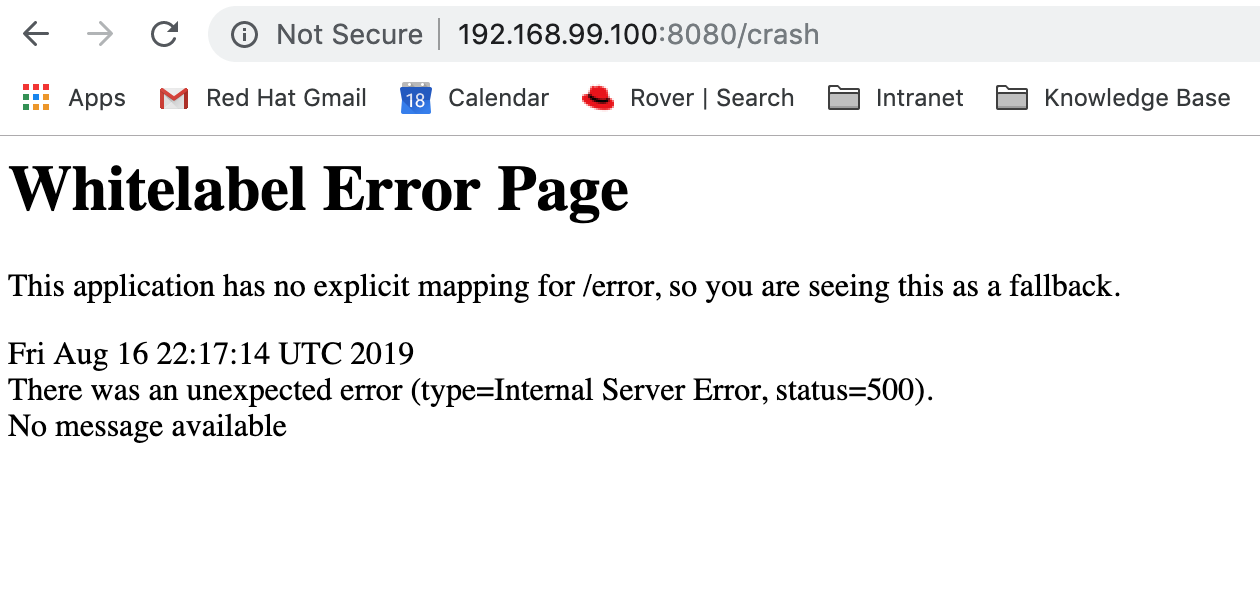 Not Secure | 192.168.99.100:8080/crash
Apps Red Hat Gmail 18 Calendar Rover | Search Intranet Knowledge Base
Whitelabel Error Page
This application has no explicit mapping for /error, so you are seeing this as a fallback.
Fri Aug 16 22:17:14 UTC 2019
There was an unexpected error (type=Internal Server Error, status=500).
No message available